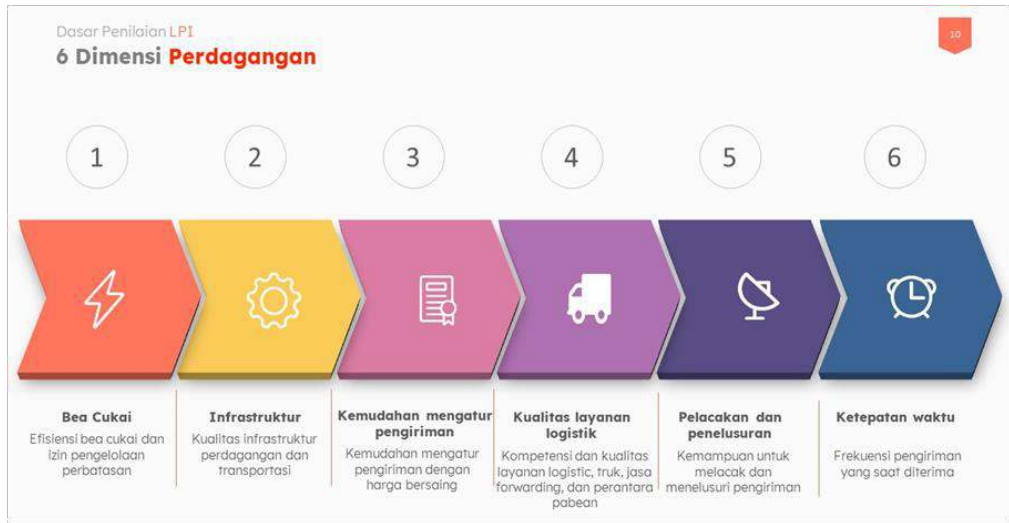 Dasar Penilaian LPI
6 Dimensi Perdagangan
10
1
2
3
4
5
6
Bea Cukai
Efisiensi bea cukai dan
izin pengelolaan
perbatasan
Infrastruktur
Kualitas infrastruktur
perdagangan dan
transportasi
Kemudahan mengatur
pengiriman
Kemudahan mengatur
pengiriman dengan
harga bersaing
Kualitas layanan
logistik
Kompetensi dan kualitas
layanan logistic, truk, jasa
forwarding, dan perantara
pabean
Pelacakan dan
penelusuran
Kemampuan untuk
melacak dan
menelusuri pengiriman
Ketepatan waktu
Frekuensi pengiriman
yang saat diterima